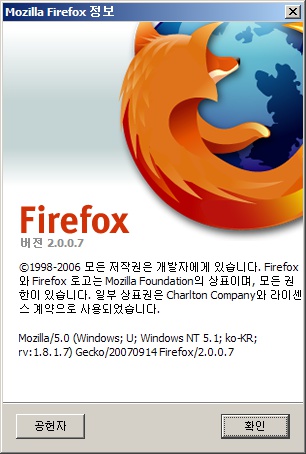 Mozilla Firefox 정보
Firefox
버전 2.0.0.7
©1998-2006 모든 저작권은 개발자에게 있습니다. Firefox
와 Firefox 로고는 Mozilla Foundation의 상표이며, 모든 권
한이 있습니다. 일부 상표권은 Charlton Company와 라이센
스 계약으로 사용되었습니다.
Mozilla/5.0 (Windows; U; Windows NT 5.1; ko-KR;
rv:1.8.1.7) Gecko/20070914 Firefox/2.0.0.7
공헌자
확인